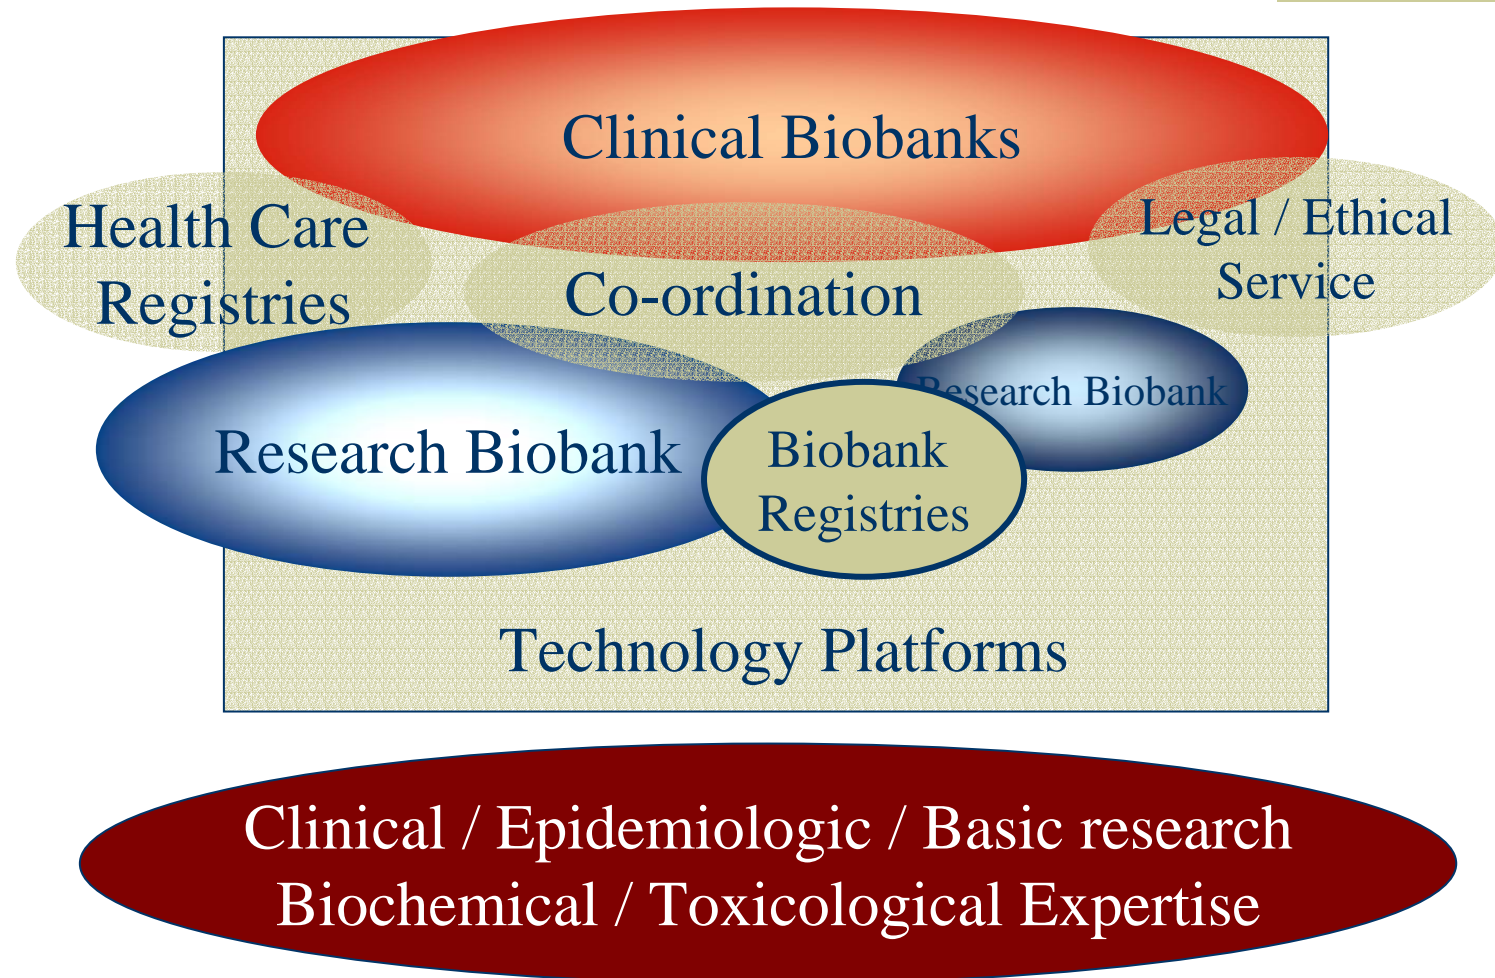 Clinical Biobanks
Health Care
Registries
Legal / Ethical
Service
Co-ordination
Research Biobank
Research Biobank
Biobank
Registries
Technology Platforms
Clinical / Epidemiologic / Basic research
Biochemical / Toxicological Expertise